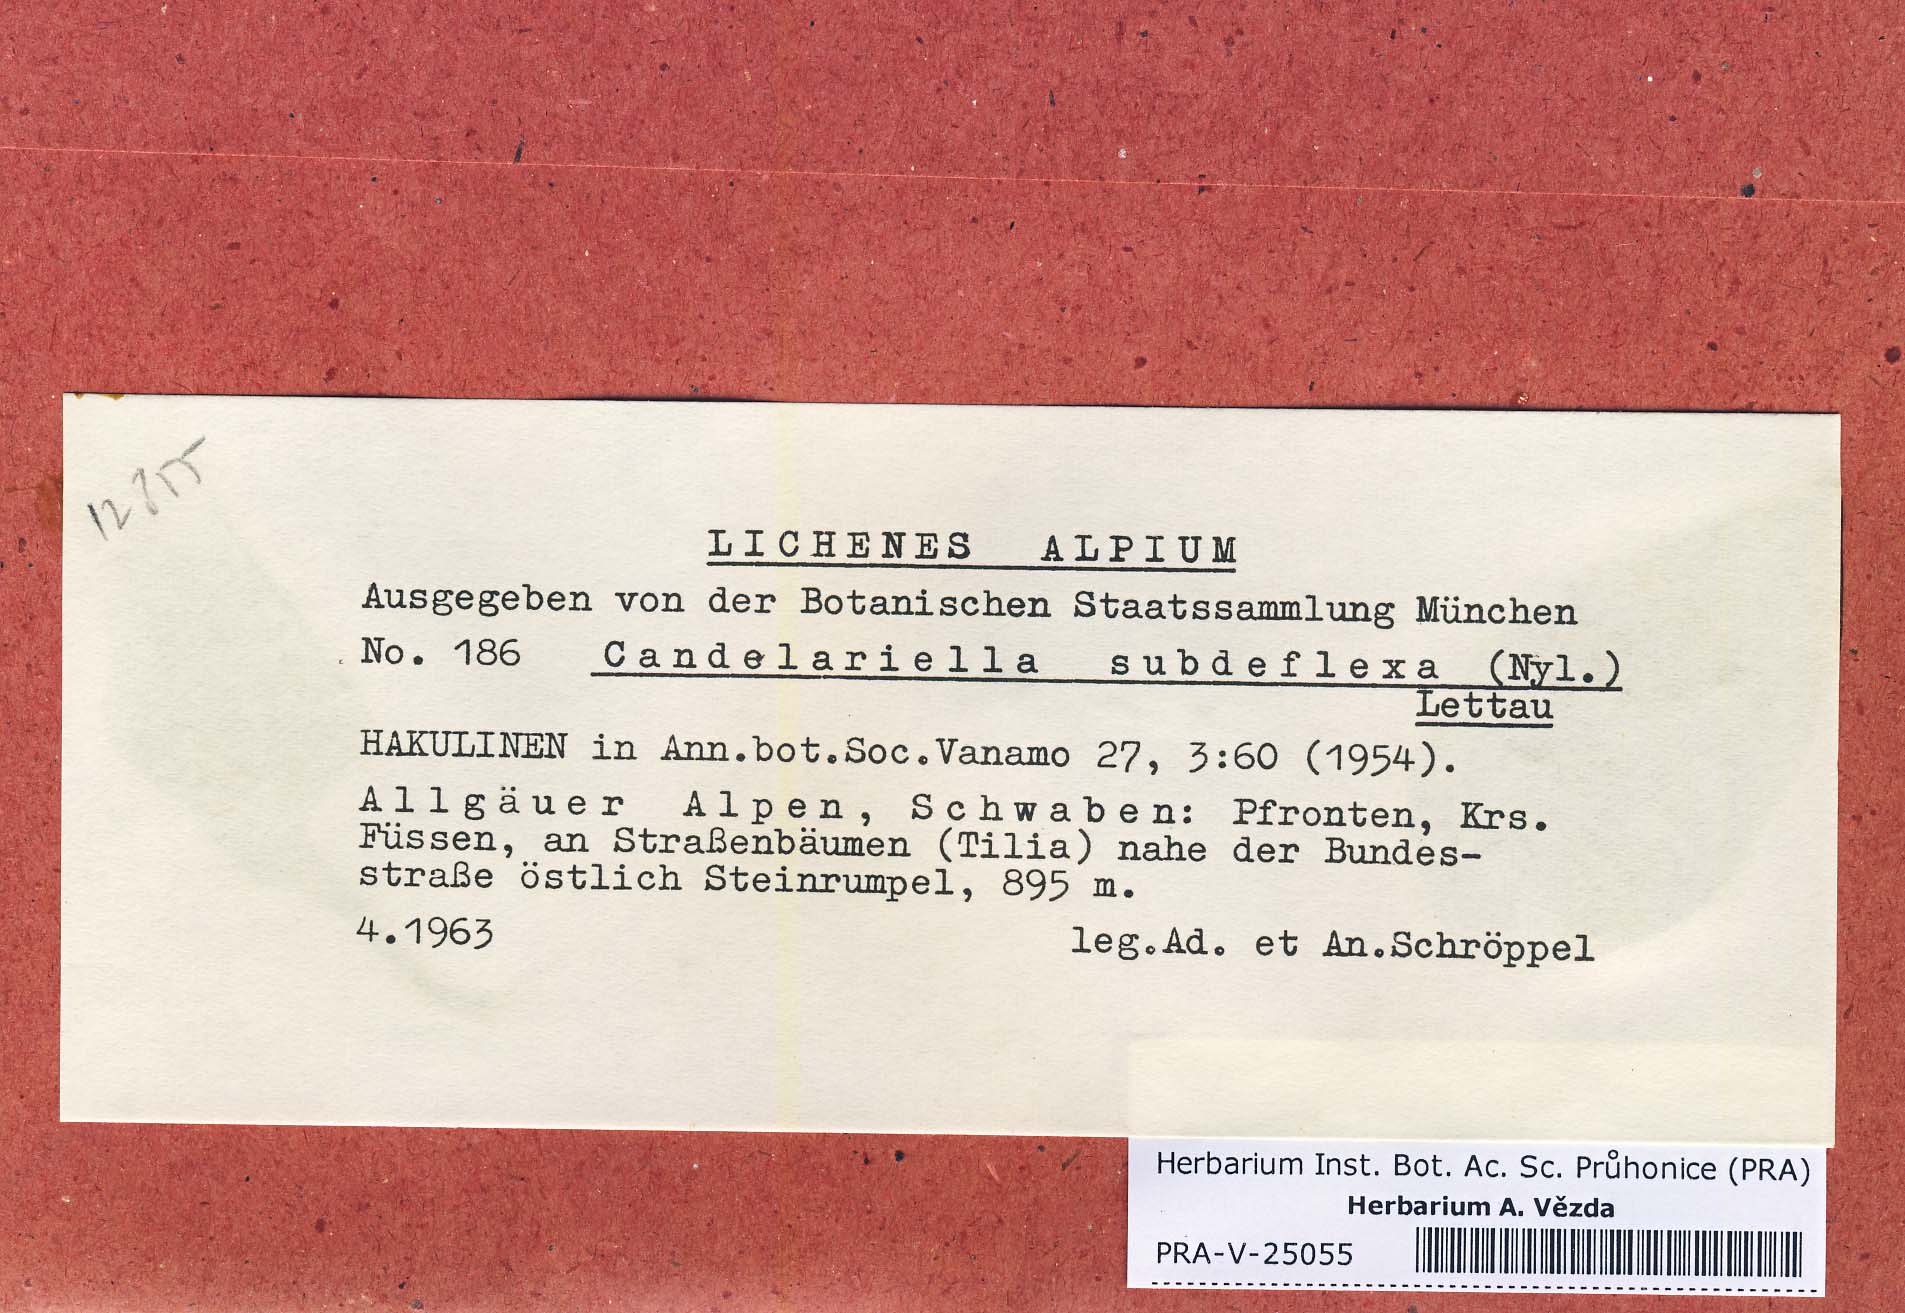 12855
LICHENES ALPIUM
Ausgegeben von der Botanischen Staatssammlung München
No. 186 Candelariella subdeflexa (Nyl.)
Lettau
HAKULINEN in Ann.bot.Soc.Vanamo 27, 3:60 (1954).
Allgäuer Alpen, Schwaben: Pfronten, Krs.
Füssen, an Straßenbäumen (Tilia) nahe der Bundes-
straße östlich Steinrumpel, 895 m.
4.1963 leg.Ad. et An.Schröppel
Herbarium Inst. Bot. Ac. Sc. Průhonice (PRA)
Herbarium A. Vězda
PRA-V-25055